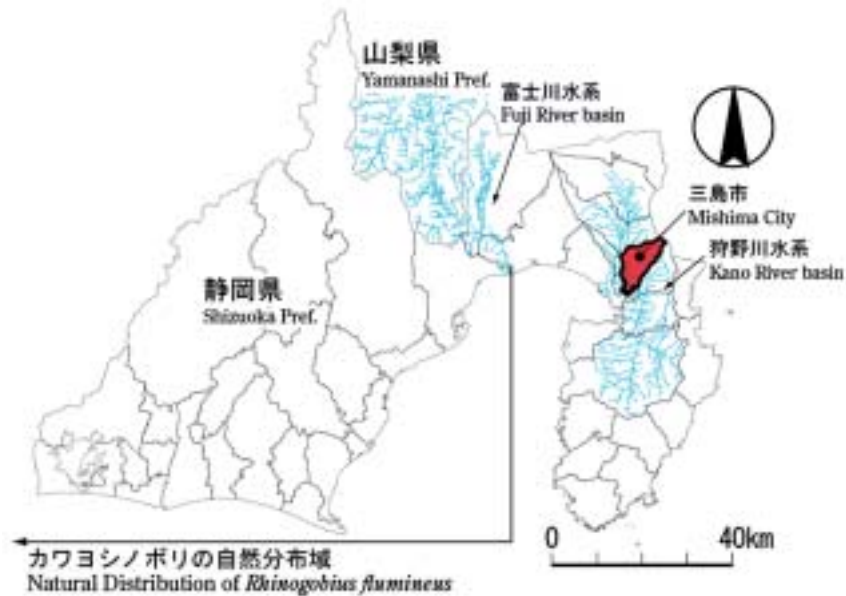 山梨県
Yamanashi Pref.
富士川水系
Fuji River basin
三島市
Mishima City
狩野川水系
Kano River basin
静岡県
Shizuoka Pref.
0 40km
カワヨシノボリの自然分布域
Natural Distribution of Rhinogobius flumineus